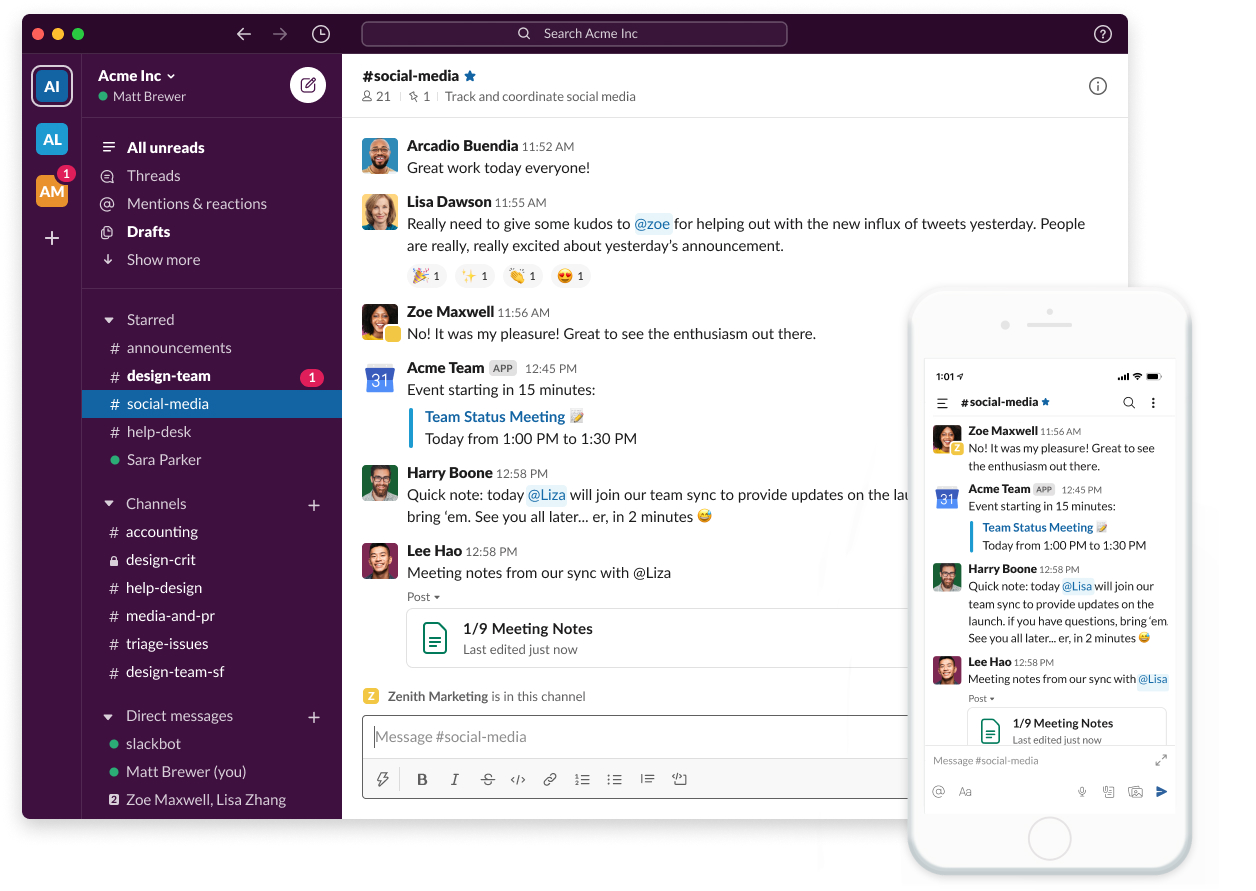 Search Acme Inc
AI
AL
AM
1
Acme Inc
Matt Brewer
All unreads
Threads
Mentions & reactions
Drafts
Show more
Starred
# announcements
# design-team 1
# social-media
# help-desk
Sara Parker
Channels
# accounting
design-crit
# help-design
# media-and-pr
# triage-issues
# design-team-sf
Direct messages
slackbot
Matt Brewer (you)
2 Zoe Maxwell, Lisa Zhang
#social-media
21 | 1 | Track and coordinate social media
Arcadio Buendia 11:52 AM
Great work today everyone!
Lisa Dawson 11:55 AM
Really need to give some kudos to @zoe for helping out with the new influx of tweets yesterday. People
are really, really excited about yesterday’s announcement.
1 1 1 1
Zoe Maxwell 11:56 AM
No! It was my pleasure! Great to see the enthusiasm out there.
Acme Team APP 12:45 PM
31
Event starting in 15 minutes:
Team Status Meeting
Today from 1:00 PM to 1:30 PM
Harry Boone 12:58 PM
Quick note: today @Liza will join our team sync to provide updates on the lau
bring ‘em. See you all later... er, in 2 minutes
Lee Hao 12:58 PM
Meeting notes from our sync with @Liza
Post
1/9 Meeting Notes
Last edited just now
Z Zenith Marketing is in this channel
Message #social-media
B I S </>
1:01
#social-media
Zoe Maxwell 11:56 AM
Z
No! It was my pleasure! Great to see
the enthusiasm out there.
Acme Team APP 12:45 PM
31
Event starting in 15 minutes:
Team Status Meeting
Today from 1:00 PM to 1:30 PM
Harry Boone 12:58 PM
Quick note: today @Lisa will join our
team sync to provide updates on the
launch. if you have questions, bring ‘em.
See you all later... er, in 2 minutes
Lee Hao 12:58 PM
Meeting notes from our sync with @Lisa
Post
1/9 Meeting Notes
Last edited just now
Message #social-media
@ Aa